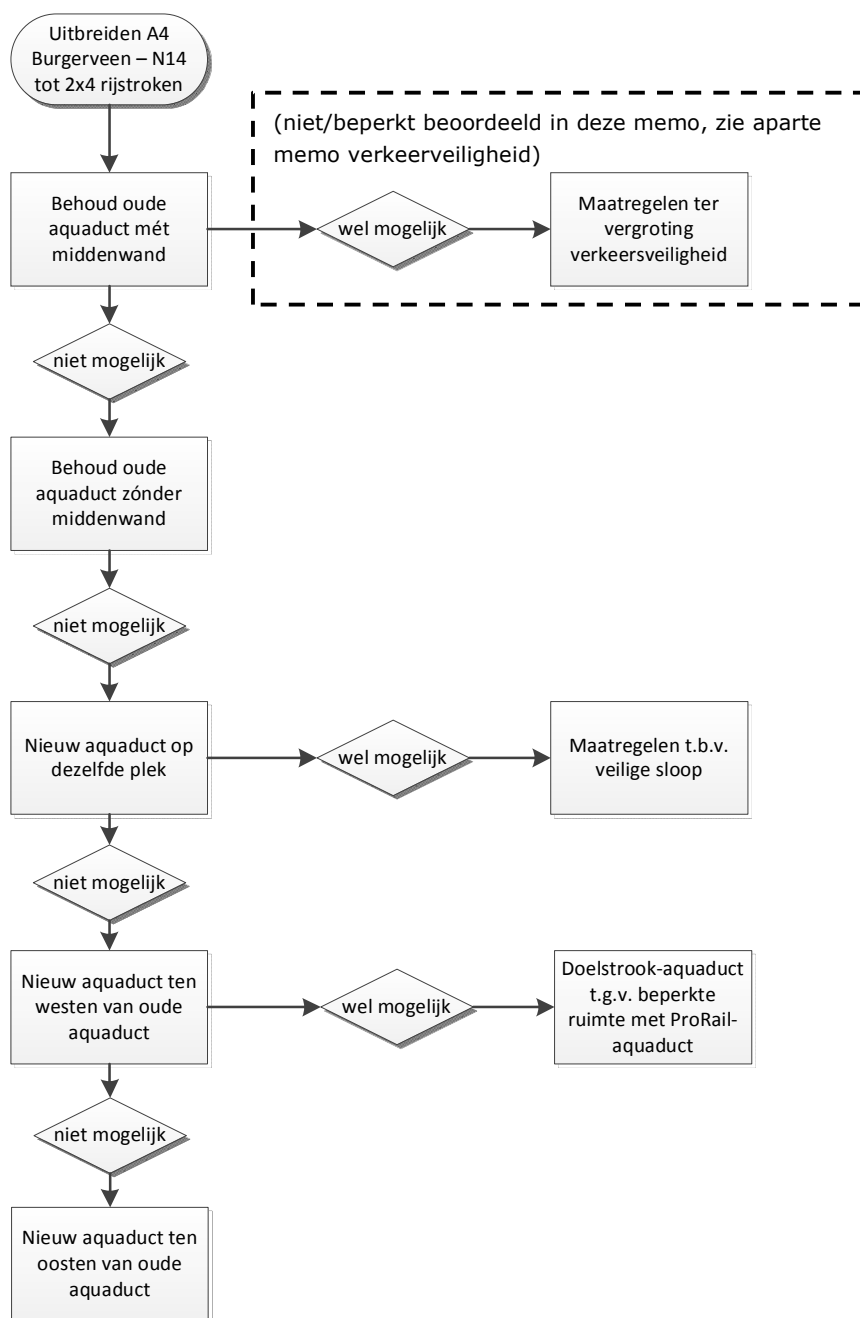 Uitbreiden A4
Burgerveen – N14
tot 2x4 rijstroken
(niet/beperkt beoordeeld in deze memo, zie aparte
memo verkeerveiligheid)
Behoud oude
aquaduct mét
middenwand
wel mogelijk
Maatregelen ter
vergroting
verkeersveiligheid
niet mogelijk
Behoud oude
aquaduct zónder
middenwand
niet mogelijk
Nieuw aquaduct op
dezelfde plek
wel mogelijk
Maatregelen t.b.v.
veilige sloop
niet mogelijk
Nieuw aquaduct ten
westen van oude
aquaduct
wel mogelijk
Doelstrook-aquaduct
t.g.v. beperkte
ruimte met ProRail-
aquaduct
niet mogelijk
Nieuw aquaduct ten
oosten van oude
aquaduct